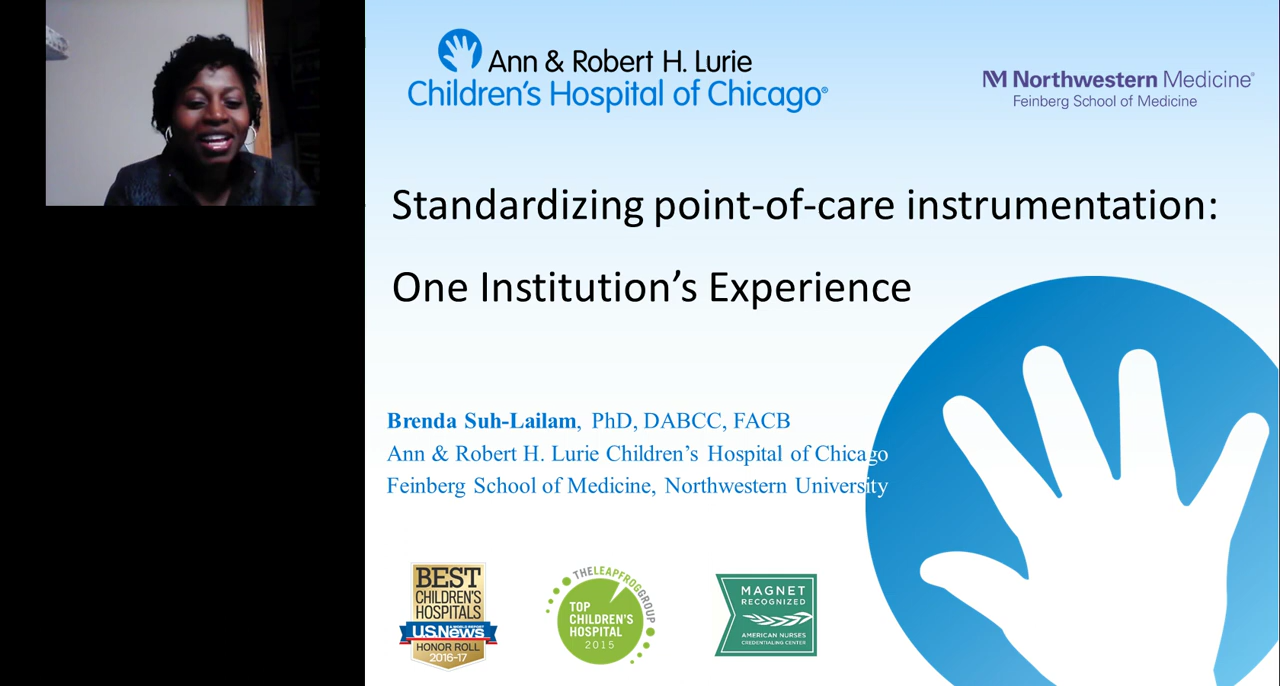 Ann & Robert H. Lurie
Children's Hospital of Chicago®
Northwestern Medicine®
Feinberg School of Medicine
Standardizing point-of-care instrumentation:
One Institution’s Experience
Brenda Suh-Lailam, PhD, DABCC, FACB
Ann & Robert H. Lurie Children’s Hospital of Chicago
Feinberg School of Medicine, Northwestern University
BEST
CHILDREN'S
HOSPITALS
U.S.News
& WORLD REPORT
HONOR ROLL
2016-17
THE LEAPFROG GROUP
TOP
CHILDREN'S
HOSPITAL
2015
MAGNET
RECOGNIZED
AMERICAN NURSES
CREDENTIALING CENTER